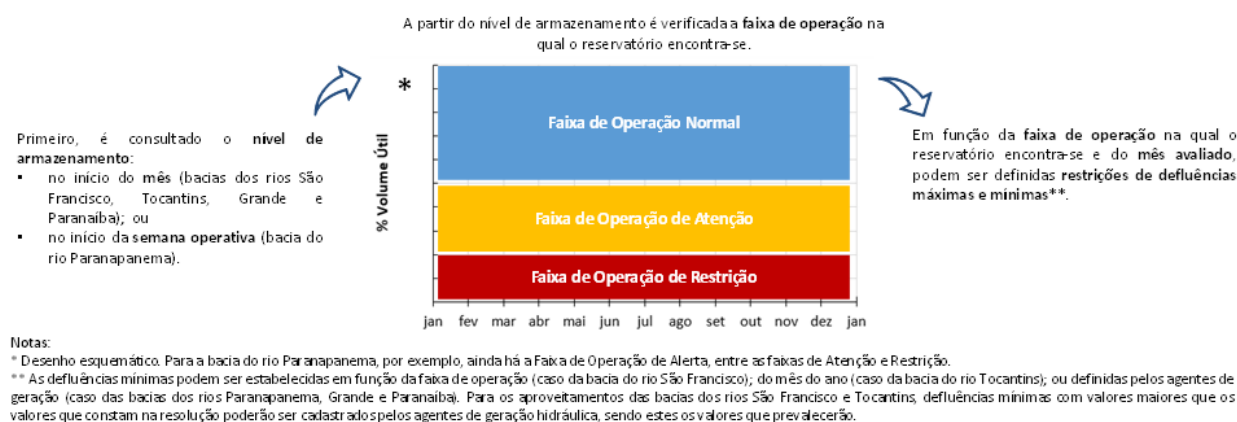 A partir do nível de armazenamento é verificada a faixa de operação na
qual o reservatório encontra-se.
Primeiro, é consultado o nível de
armazenamento:
▪ no início do mês (bacias dos rios São
Francisco, Tocantins, Grande e
Paranaíba); ou
▪ no início da semana operativa (bacia do
rio Paranapanema).
*
% Volume Útil
Faixa de Operação Normal
Faixa de Operação de Atenção
Faixa de Operação de Restrição
jan fev mar abr mai jun jul ago set out nov dez jan
Em função da faixa de operação na qual o
reservatório encontra-se e do mês avaliado,
podem ser definidas restrições de defluências
máximas e mínimas**.
Notas:
* Desenho esquemático. Para a bacia do rio Paranapanema, por exemplo, ainda há a Faixa de Operação de Alerta, entre as faixas de Atenção e Restrição.
** As defluências mínimas podem ser estabelecidas em função da faixa de operação (caso da bacia do rio São Francisco); do mês do ano (caso da bacia do rio Tocantins); ou definidas pelos agentes de
geração (caso das bacias dos rios Paranapanema, Grande e Paranaíba). Para os aproveitamentos das bacias dos rios São Francisco e Tocantins, defluências mínimas com valores maiores que os
valores que constam na resolução poderão ser cadastrados pelos agentes de geração hidráulica, sendo estes os valores que prevalecerão.